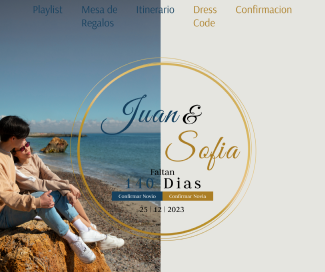 Playlist Mesa de Itinerario Dress Confirmacion
Regalos Code
Juan &
Sofia
Faltan
140 Dias
Confirmar Novio Confirmar Novia
25 | 12 | 2023